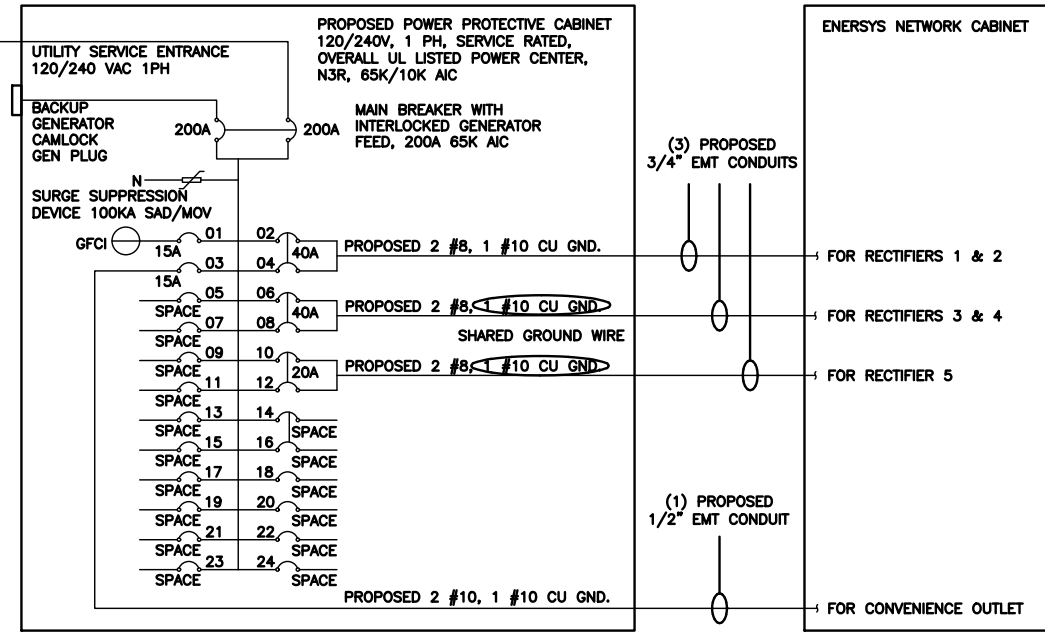 PROPOSED POWER PROTECTIVE CABINET
120/240V, 1 PH, SERVICE RATED,
OVERALL UL LISTED POWER CENTER,
N3R, 65K/10K AIC
ENERSYS NETWORK CABINET
UTILITY SERVICE ENTRANCE
120/240 VAC 1PH
BACKUP
GENERATOR
CAMLOCK
GEN PLUG
200A
200A
MAIN BREAKER WITH
INTERLOCKED GENERATOR
FEED, 200A 65K AIC
(3) PROPOSED
3/4" EMT CONDUITS
N
SURGE SUPPRESSION
DEVICE 100KA SAD/MOV
GFCI
15A
01
02
40A
PROPOSED 2 #8, 1 #10 CU GND.
FOR RECTIFIERS 1 & 2
15A
03
04
SPACE
05
06
40A
PROPOSED 2 #8, 1 #10 CU GND.
FOR RECTIFIERS 3 & 4
SPACE
07
08
SHARED GROUND WIRE
SPACE
09
10
20A
PROPOSED 2 #8, 1 #10 CU GND.
FOR RECTIFIER 5
SPACE
11
12
SPACE
13
14
SPACE
SPACE
15
16
SPACE
SPACE
17
18
SPACE
SPACE
19
20
SPACE
SPACE
21
22
SPACE
SPACE
23
24
SPACE
(1) PROPOSED
1/2" EMT CONDUIT
PROPOSED 2 #10, 1 #10 CU GND.
FOR CONVENIENCE OUTLET